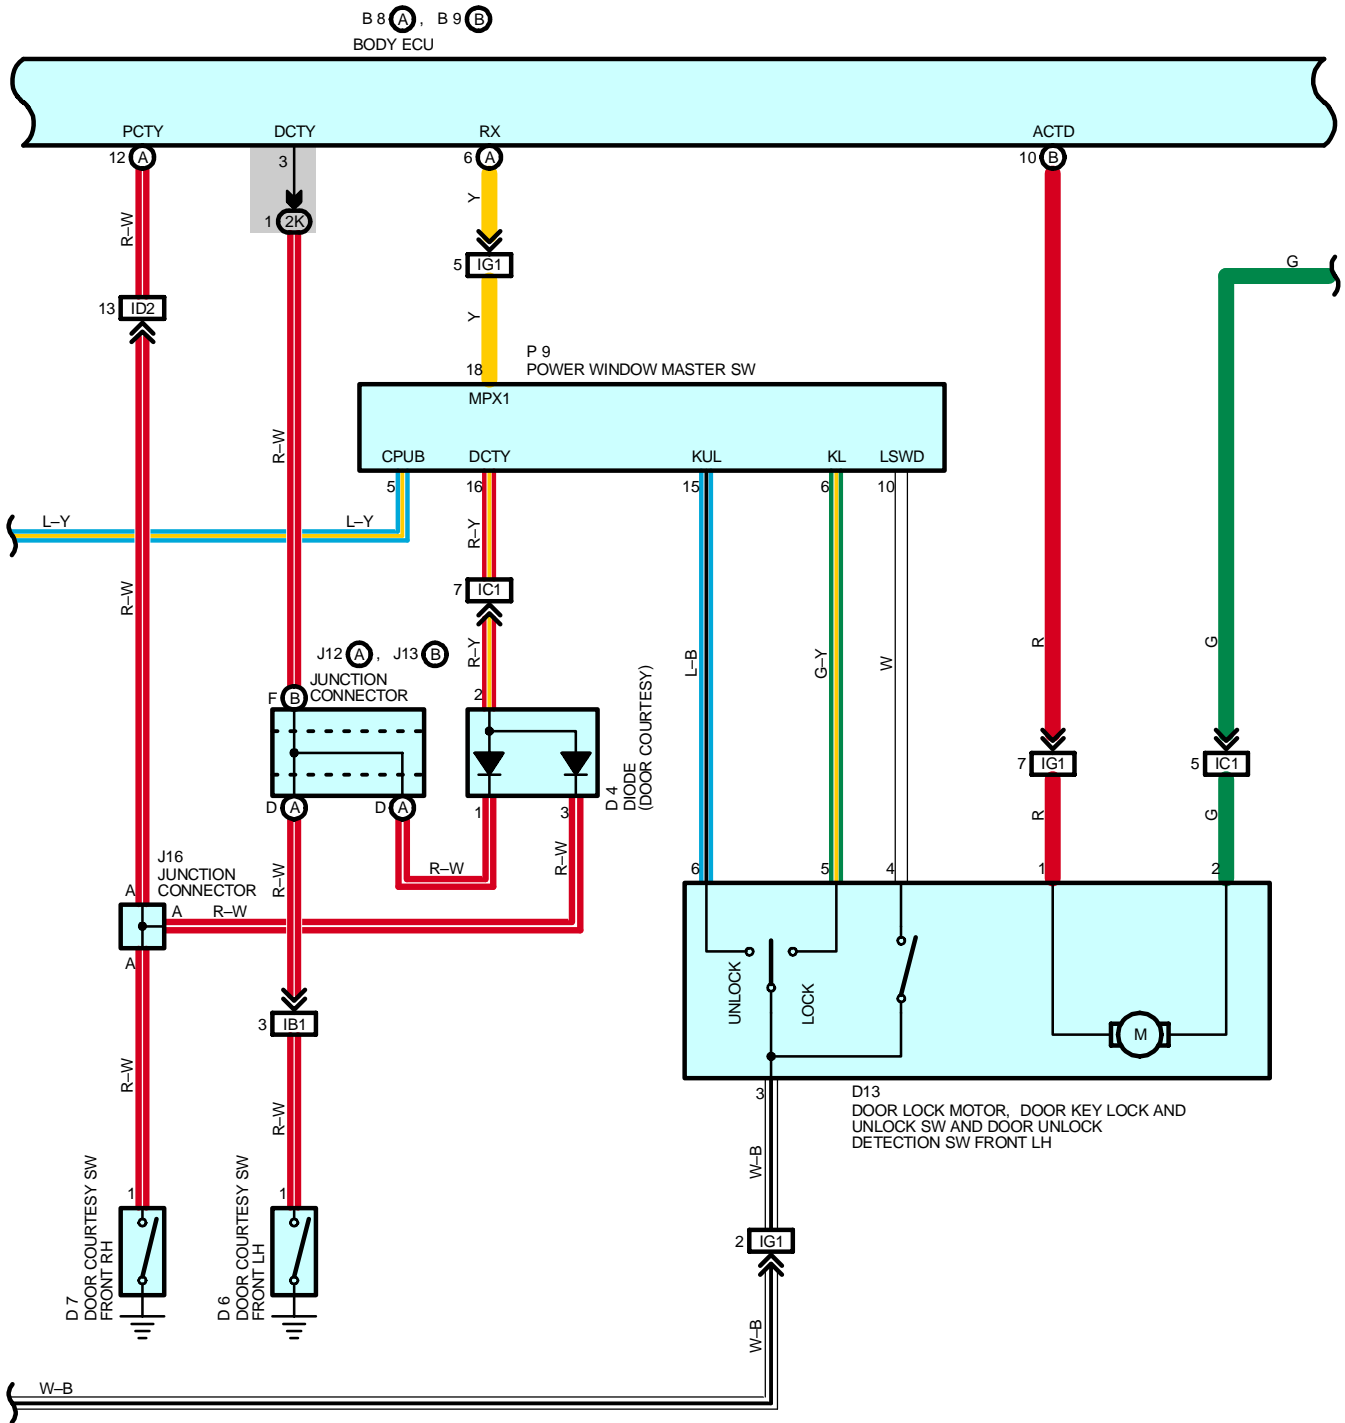 B 8 A , B 9 B
BODY ECU
PCTY
DCTY
RX
ACTD
12 A
3
6 A
10 B
1 2K
R–W
Y
5 IG1
G
13 ID2
Y
P 9
POWER WINDOW MASTER SW
18
MPX1
R–W
CPUB
DCTY
KUL
KL
LSWD
5
16
15
6
10
L–Y
L–Y
R–Y
R–W
7 IC1
J12 A , J13 B
JUNCTION
CONNECTOR
F B
R–Y
2
L–B
G–Y
W
R
G
D 4
DIODE
(DOOR COURTESY)
7 IG1
5 IC1
D A
D A
1
3
R
G
R–W
R–W
R–W
J16
JUNCTION
CONNECTOR
A
A
R–W
A
6
5
4
1
2
UNLOCK
LOCK
M
3 IB1
R–W
R–W
3
D13
DOOR LOCK MOTOR, DOOR KEY LOCK AND
UNLOCK SW AND DOOR UNLOCK
DETECTION SW FRONT LH
W–B
1
1
D 7
DOOR COURTESY SW
FRONT RH
D 6
DOOR COURTESY SW
FRONT LH
2 IG1
W–B
W–B